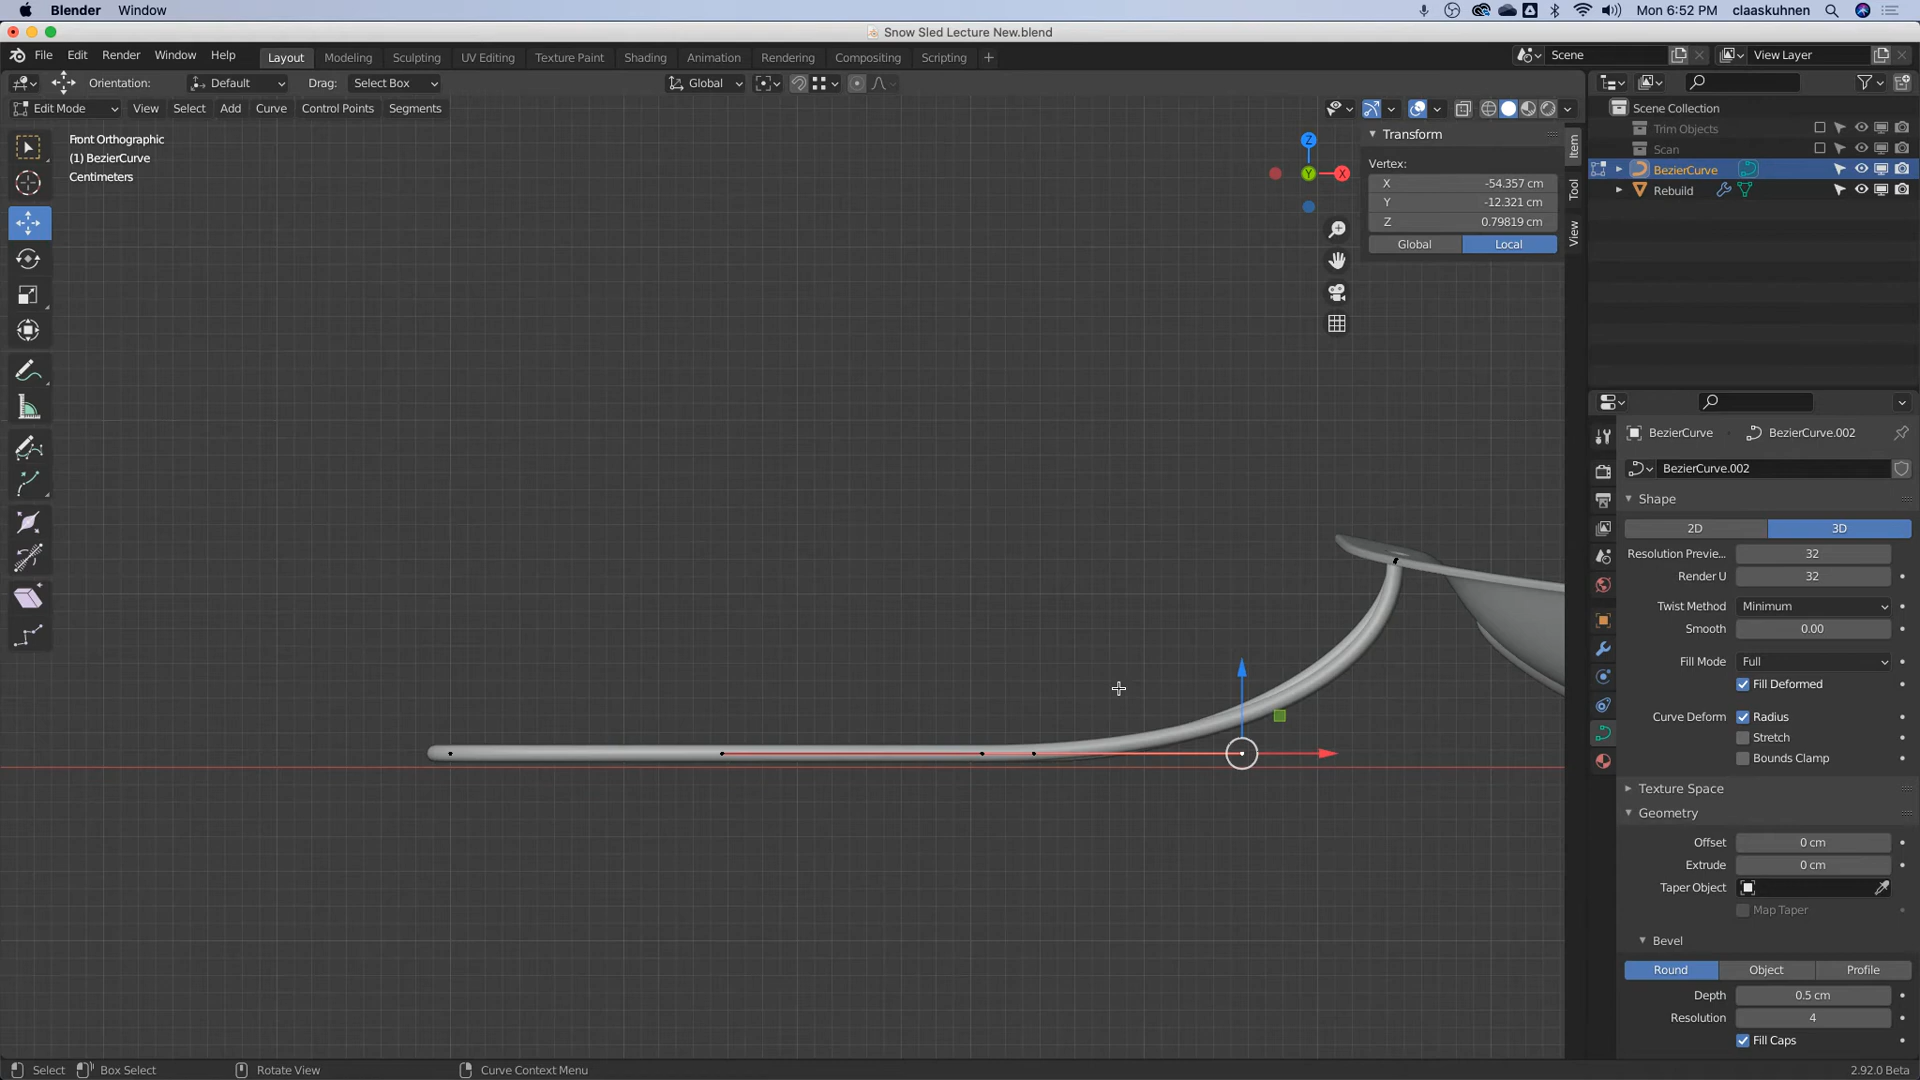 Blender Window Mon 6:52 PM claaskuhnen
Snow Sled Lecture New.blend
File Edit Render Window Help Layout Modeling Sculpting UV Editing Texture Paint Shading Animation Rendering Compositing Scripting + Scene View Layer
Orientation: Default Drag: Select Box Global
Edit Mode View Select Add Curve Control Points Segments
Scene Collection
Trim Objects
Scan
BezierCurve
Rebuild
Front Orthographic
(1) BezierCurve
Centimeters
Z
Y
X
Transform
Vertex:
X -54.357 cm
Y -12.321 cm
Z 0.79819 cm
Global Local
Item
Tool
View
BezierCurve BezierCurve.002
BezierCurve.002
Shape
2D 3D
Resolution Previe... 32
Render U 32
Twist Method Minimum
Smooth 0.00
Fill Mode Full
Fill Deformed
Curve Deform Radius
Stretch
Bounds Clamp
Texture Space
Geometry
Offset 0 cm
Extrude 0 cm
Taper Object
Map Taper
Bevel
Round Object Profile
Depth 0.5 cm
Resolution 4
Fill Caps
Select Box Select Rotate View Curve Context Menu 2.92.0 Beta